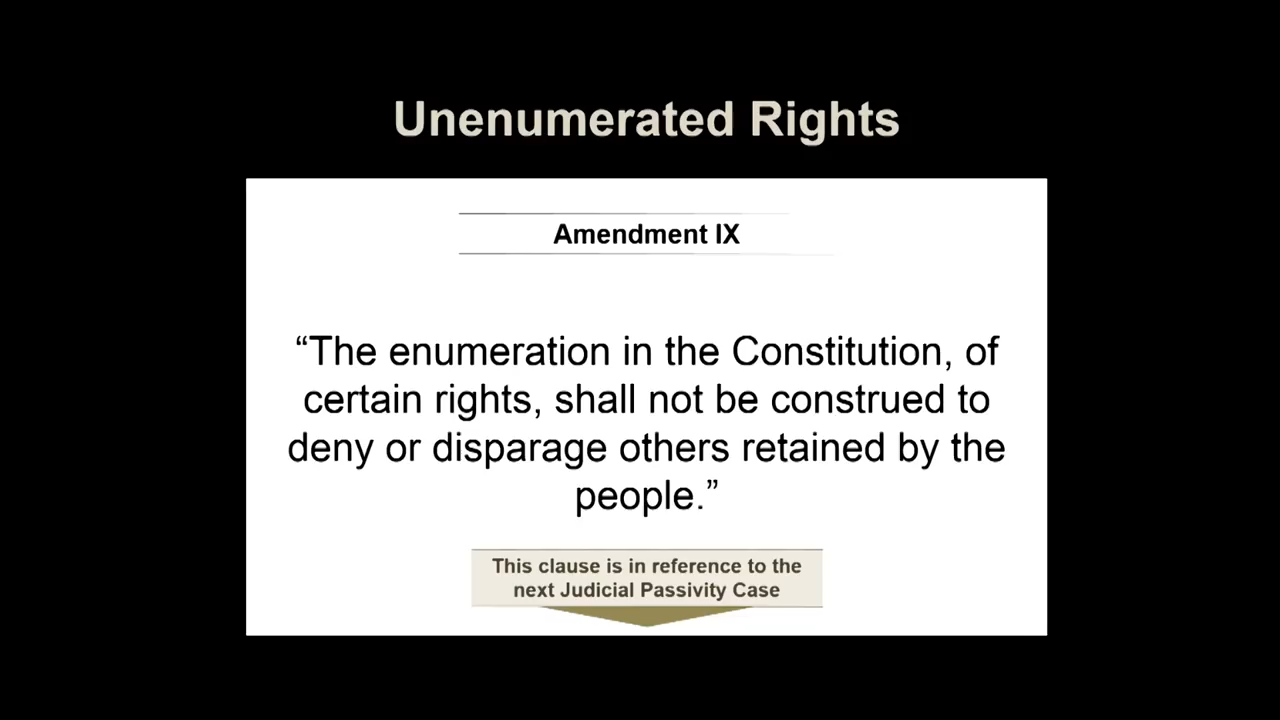 Unenumerated Rights
Amendment IX
“The enumeration in the Constitution, of
certain rights, shall not be construed to
deny or disparage others retained by the
people.”
This clause is in reference to the
next Judicial Passivity Case